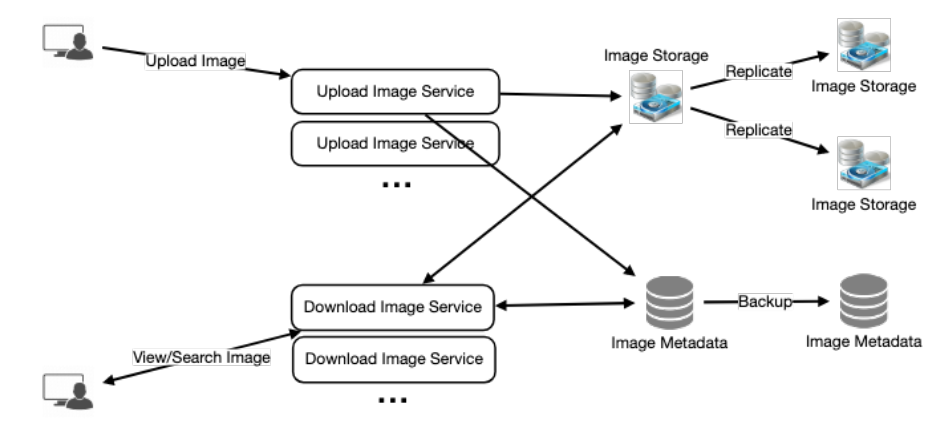 Upload Image
Image Storage
Replicate
Image Storage
Upload Image Service
Replicate
Upload Image Service
...
Image Storage
Download Image Service
Backup
Image Metadata
Image Metadata
View/Search Image
Download Image Service
...